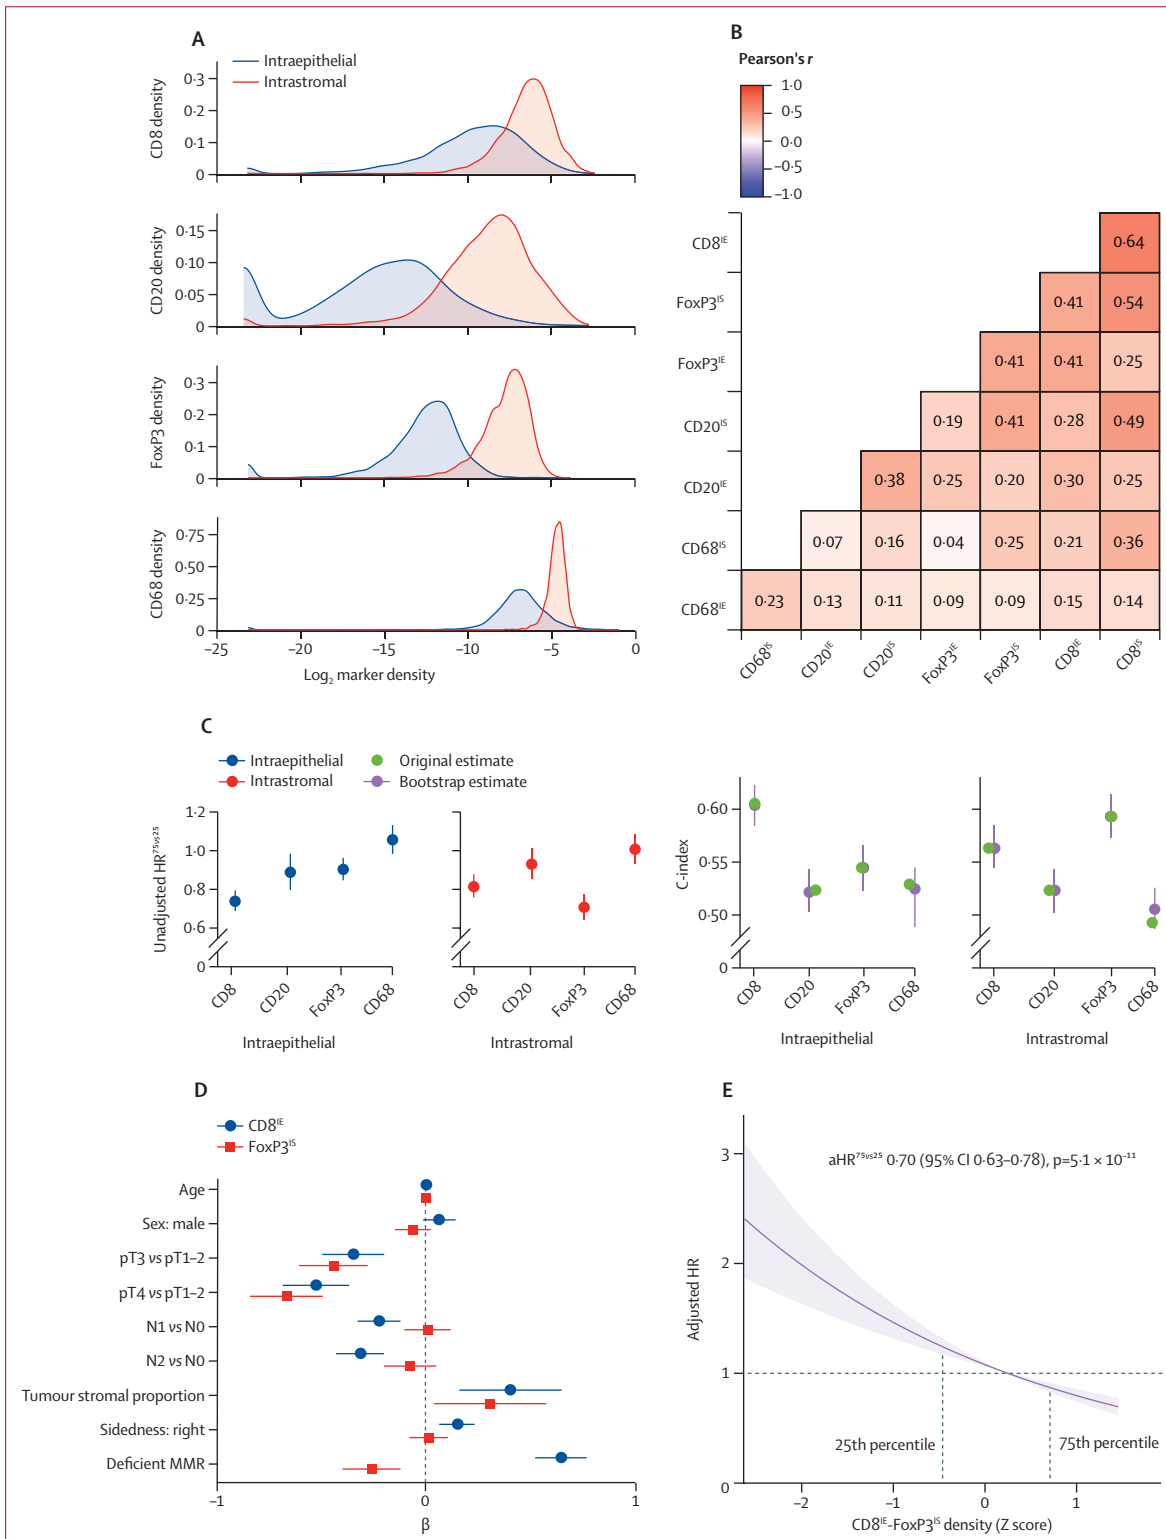 A
Intraepithelial
Intrastromal
CD8 density
0·3
0·2
0·1
0
CD20 density
0·15
0·10
0·05
0
FoxP3 density
0·3
0·2
0·1
0
CD68 density
0·75
0·50
0·25
0
−25 −20 −15 −10 −5 0
Log₂ marker density
B
Pearson's r
1·0
0·5
0·0
−0·5
−1·0
CD8ᴵᴱ 0·64
FoxP3ᴵˢ 0·41 0·54
FoxP3ᴵᴱ 0·41 0·41 0·25
CD20ᴵˢ 0·19 0·41 0·28 0·49
CD20ᴵᴱ 0·38 0·25 0·20 0·30 0·25
CD68ᴵˢ 0·07 0·16 0·04 0·25 0·21 0·36
CD68ᴵᴱ 0·23 0·13 0·11 0·09 0·09 0·15 0·14
CD68ᴵˢ CD20ᴵᴱ CD20ᴵˢ FoxP3ᴵᴱ FoxP3ᴵˢ CD8ᴵᴱ CD8ᴵˢ
C
Intraepithelial
Intrastromal
Original estimate
Bootstrap estimate
Unadjusted HR⁷⁵ᵛˢ²⁵
1·2
1·0
0·8
0·6
0
CD8 CD20 FoxP3 CD68
Intraepithelial
CD8 CD20 FoxP3 CD68
Intrastromal
C-index
0·60
0·55
0·50
0
CD8 CD20 FoxP3 CD68
Intraepithelial
CD8 CD20 FoxP3 CD68
Intrastromal
D
CD8ᴵᴱ
FoxP3ᴵˢ
Age
Sex: male
pT3 vs pT1–2
pT4 vs pT1–2
N1 vs N0
N2 vs N0
Tumour stromal proportion
Sidedness: right
Deficient MMR
−1 0 1
β
E
aHR⁷⁵ᵛˢ²⁵ 0·70 (95% CI 0·63–0·78), p=5·1 × 10⁻¹¹
Adjusted HR
3
2
1
0
25th percentile
75th percentile
−2 −1 0 1
CD8ᴵᴱ-FoxP3ᴵˢ density (Z score)